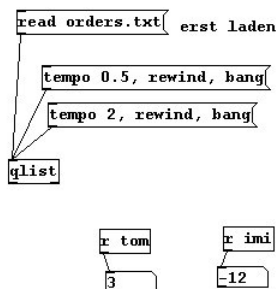 read orders.txt erst laden
tempo 0.5, rewind, bang
tempo 2, rewind, bang
qlist
r tom r imi
3 -12